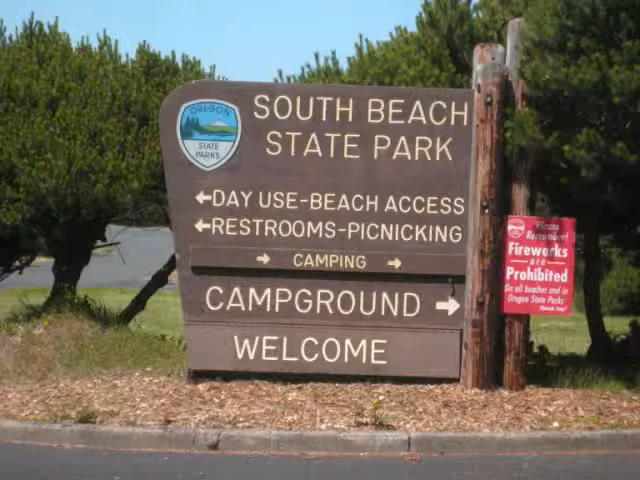 OREGON
STATE
PARKS
SOUTH BEACH
STATE PARK
←DAY USE-BEACH ACCESS
←RESTROOMS-PICNICKING
→ CAMPING →
CAMPGROUND →
WELCOME
Please
Remember!
Fireworks
are
Prohibited
On all beaches and in
Oregon State Parks